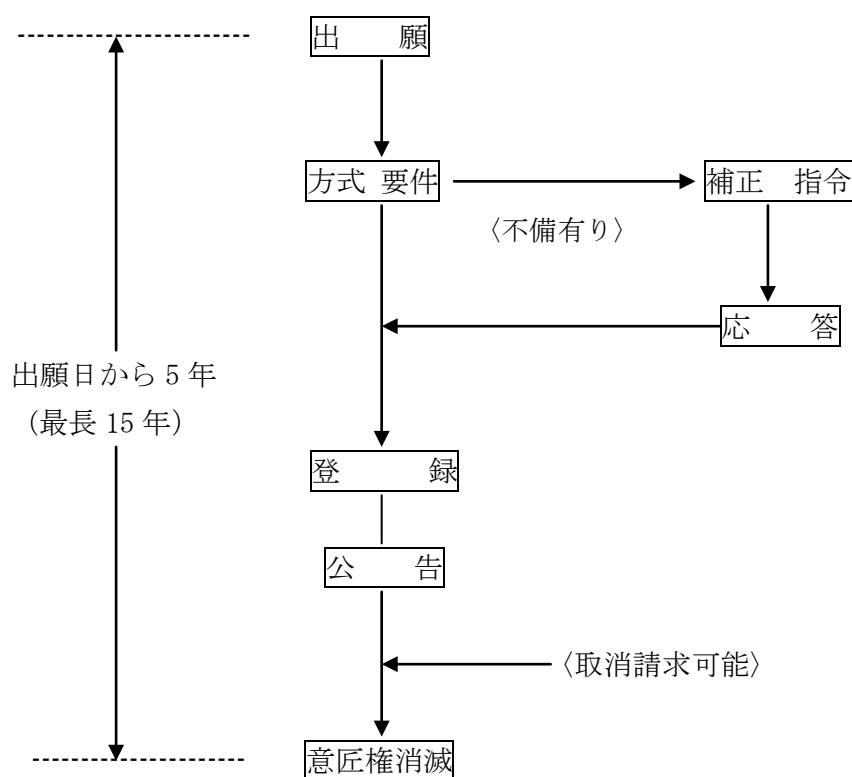 出　　願
方式 要件
補正　指令
〈不備有り〉
応　　答
出願日から 5 年
（最長 15 年）
登　　　録
公　　告
〈取消請求可能〉
意匠権消滅